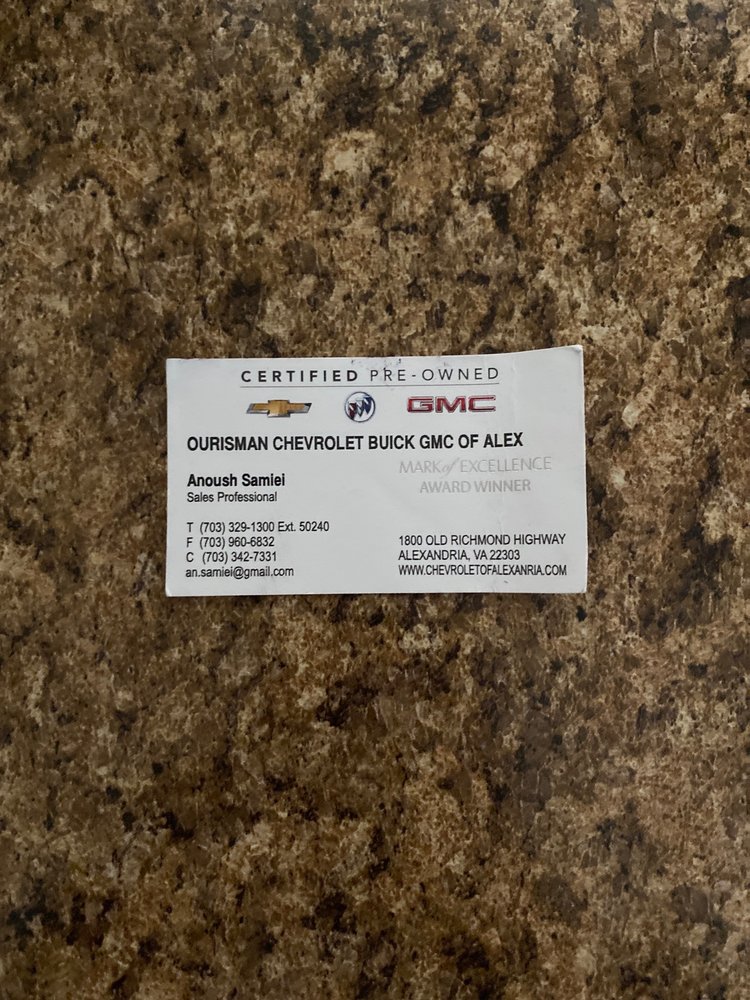 CERTIFIED PRE-OWNED
GMC
OURISMAN CHEVROLET BUICK GMC OF ALEX
MARK of EXCELLENCE
AWARD WINNER
Anoush Samiei
Sales Professional
T (703) 329-1300 Ext. 50240
F (703) 960-6832
C (703) 342-7331
an.samiei@gmail.com
1800 OLD RICHMOND HIGHWAY
ALEXANDRIA, VA 22303
WWW.CHEVROLETOFALEXANRIA.COM